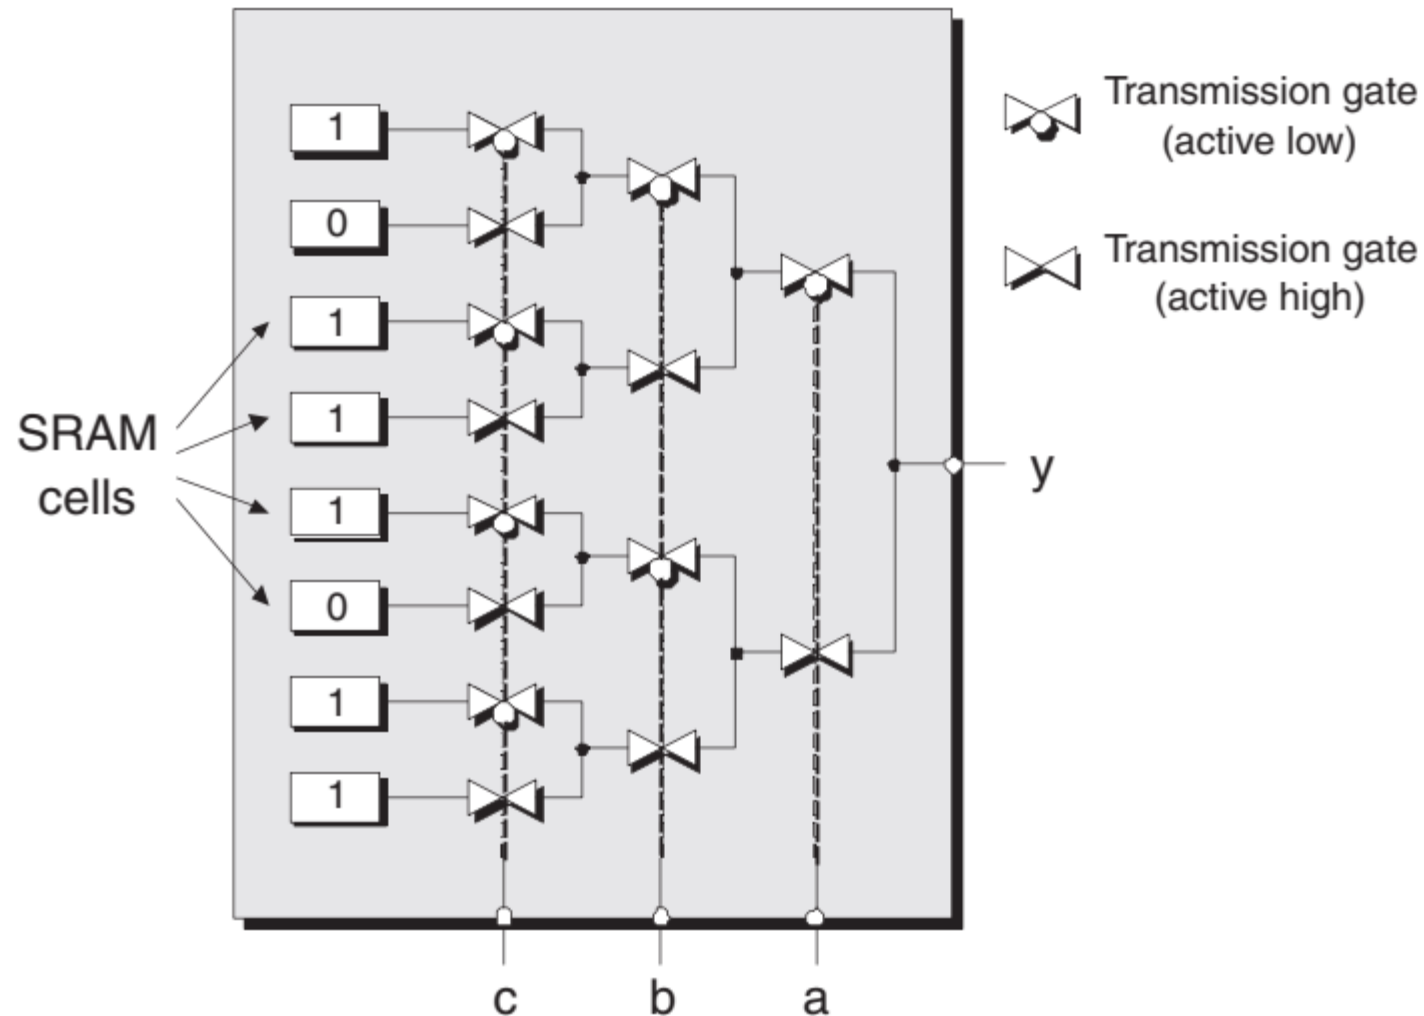 Transmission gate
(active low)
Transmission gate
(active high)
1
0
1
1
1
0
1
1
SRAM
cells
y
c
b
a